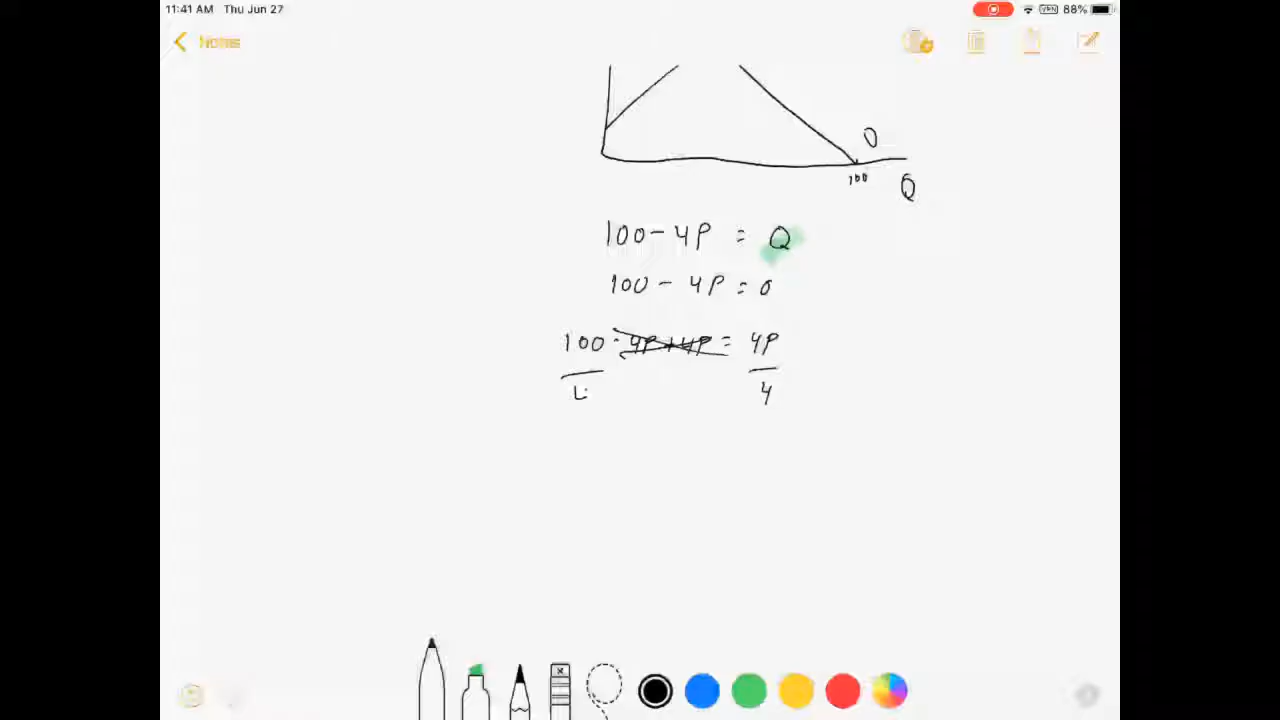 11:41 AM Thu Jun 27
VPN 88%
Notes
100
Q
100 - 4P = Q
100 - 4P = 0
100 - 4P + 4P = 4P
4